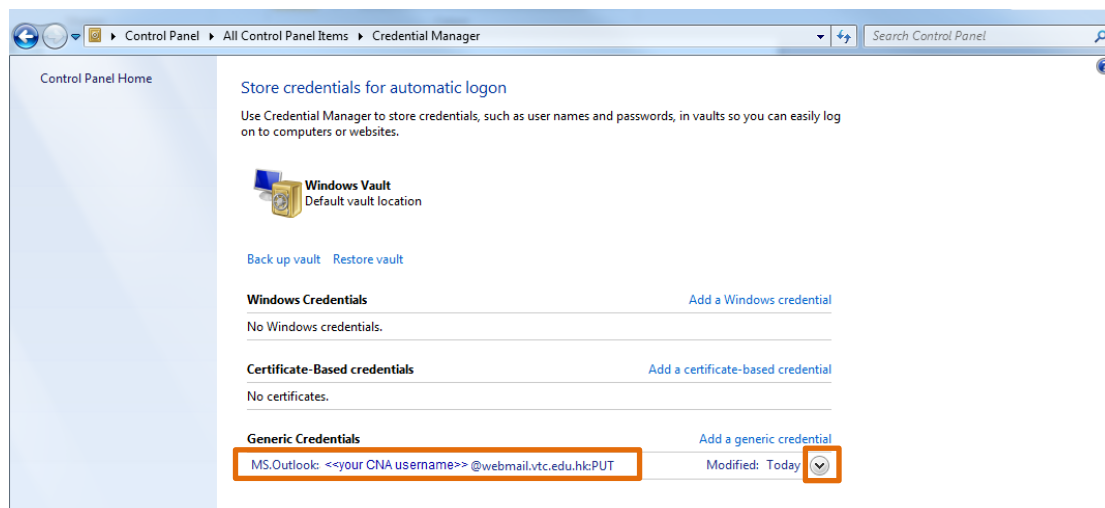 Control Panel ▸ All Control Panel Items ▸ Credential Manager
Search Control Panel
Control Panel Home
Store credentials for automatic logon
Use Credential Manager to store credentials, such as user names and passwords, in vaults so you can easily log
on to computers or websites.
Windows Vault
Default vault location
Back up vault Restore vault
Windows Credentials Add a Windows credential
No Windows credentials.
Certificate-Based credentials Add a certificate-based credential
No certificates.
Generic Credentials Add a generic credential
MS.Outlook: <<your CNA username>> @webmail.vtc.edu.hk:PUT Modified: Today